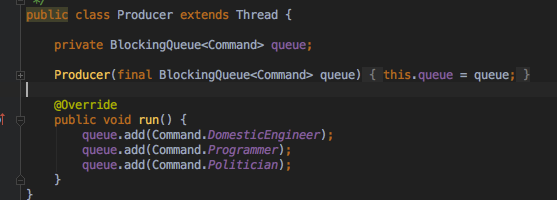 */
public class Producer extends Thread {
private BlockingQueue<Command> queue;
Producer(final BlockingQueue<Command> queue) { this.queue = queue; }
@Override
public void run() {
queue.add(Command.DomesticEngineer);
queue.add(Command.Programmer);
queue.add(Command.Politician);
}
}